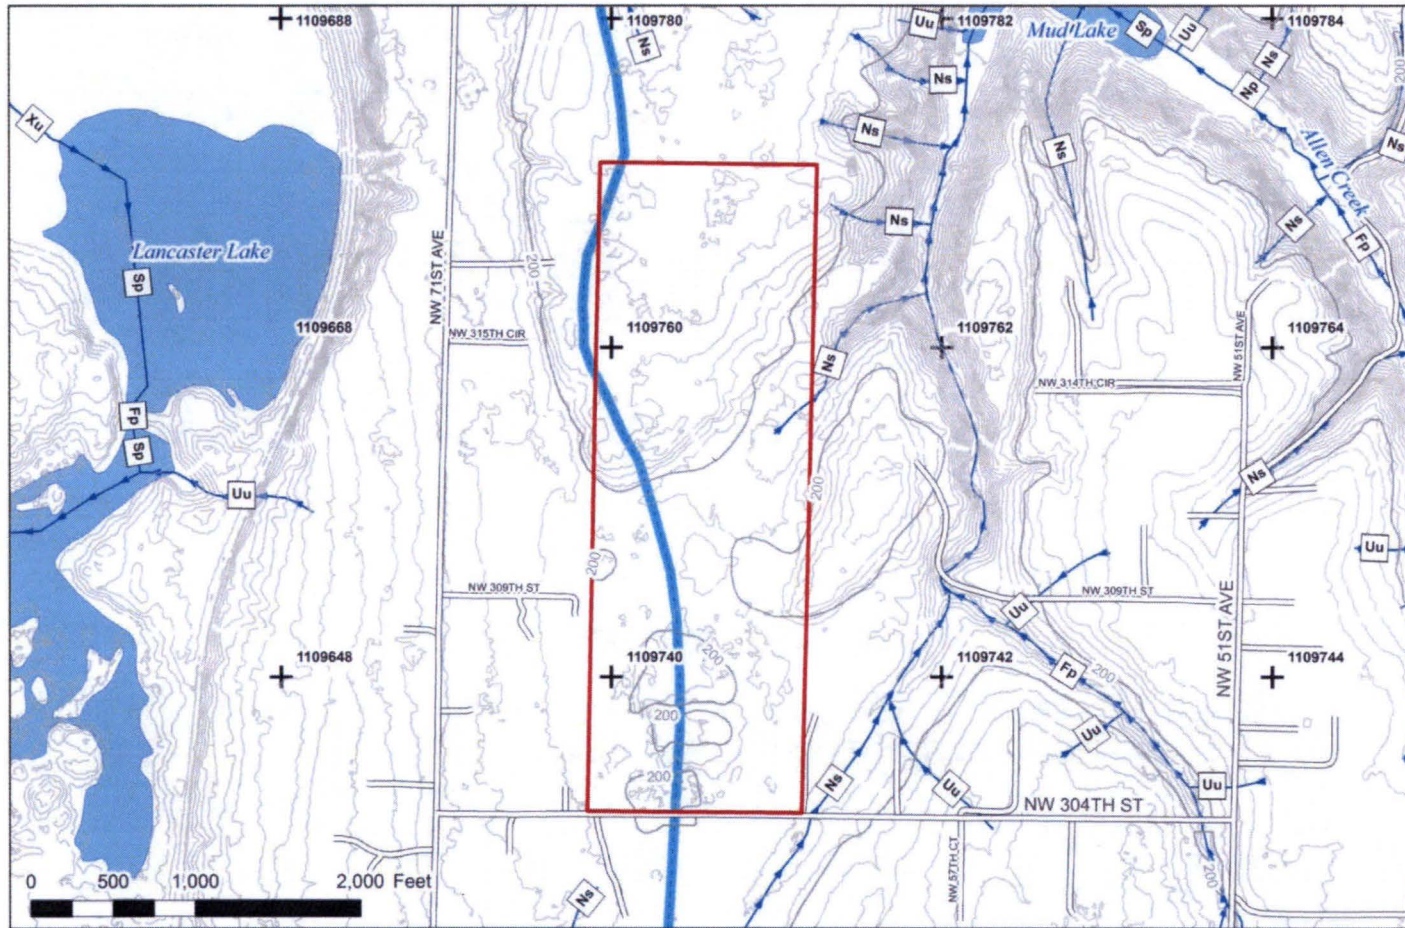 1109688
1109780
1109782
1109784
Ns
Uu
Mud Lake
Sp
Uu
Ns
200
Ns
Np
Xu
Ns
Ns
Allen Creek
Ns
Lancaster Lake
Sp
Ns
Ns
Fp
NW 71ST AVE
200
200
1109668
NW 315TH CIR
1109760
1109762
1109764
NW 51ST AVE
Ns
NW 314TH CIR
Fp
Sp
Uu
200
Ns
Uu
200
NW 309TH ST
NW 309TH ST
Uu
1109648
200
1109740
1109742
Fp
200
1109744
NW 51ST AVE
200
Uu
200
Ns
Uu
Uu
NW 304TH ST
0 500 1,000 2,000 Feet
Ns
NW 57TH CT
200